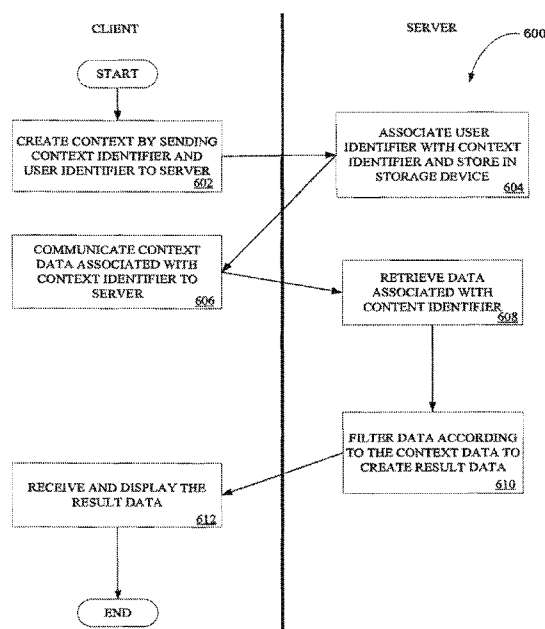 CLIENT
SERVER
600
START
CREATE CONTEXT BY SENDING
CONTEXT IDENTIFIER AND
USER IDENTIFIER TO SERVER
602
ASSOCIATE USER
IDENTIFIER WITH CONTEXT
IDENTIFIER AND STORE IN
STORAGE DEVICE
604
COMMUNICATE CONTEXT
DATA ASSOCIATED WITH
CONTEXT IDENTIFIER TO
SERVER
606
RETRIEVE DATA
ASSOCIATED WITH
CONTENT IDENTIFIER
608
FILTER DATA ACCORDING
TO THE CONTEXT DATA TO
CREATE RESULT DATA
610
RECEIVE AND DISPLAY THE
RESULT DATA
612
END